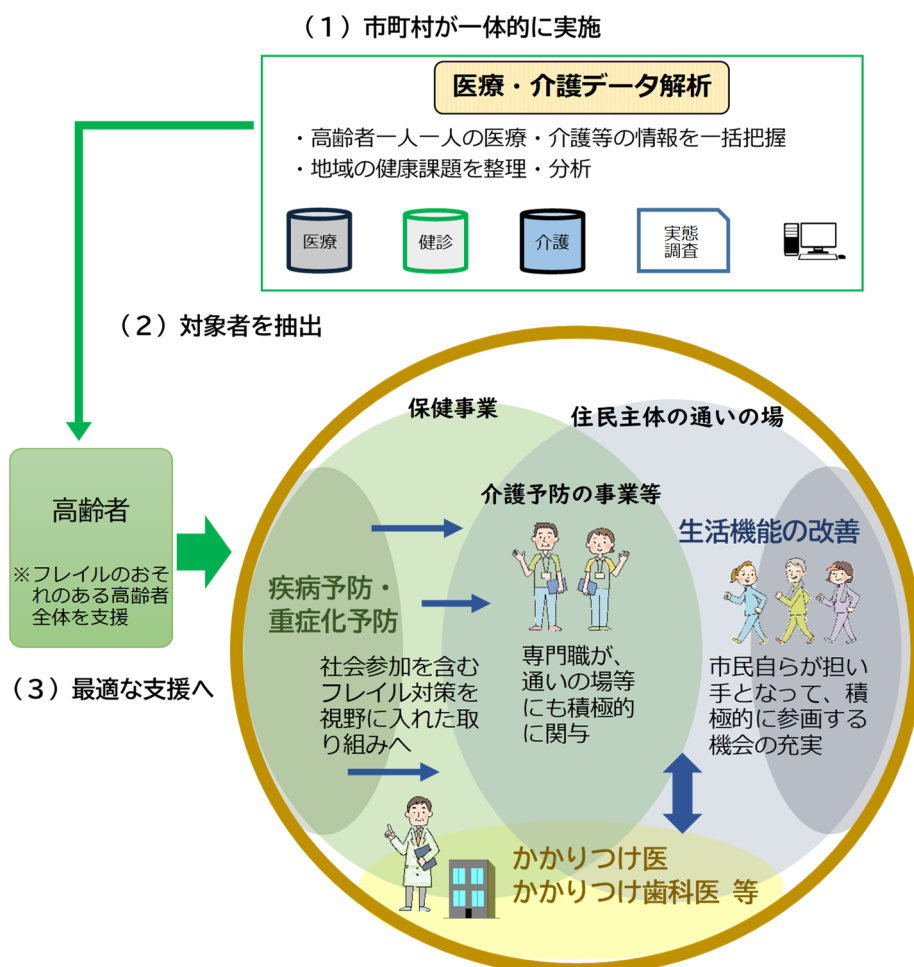 (1)市町村が一体的に実施
医療・介護データ解析
・高齢者一人一人の医療・介護等の情報を一括把握
・地域の健康課題を整理・分析
医療
健診
介護
実態
調査
(2)対象者を抽出
高齢者
※フレイルのおそ
れのある高齢者
全体を支援
(3)最適な支援へ
保健事業
住民主体の通いの場
介護予防の事業等
疾病予防・
重症化予防
社会参加を含む
フレイル対策を
視野に入れた取
り組みへ
専門職が、
通いの場等
にも積極的
に関与
生活機能の改善
市民自らが担い
手となって、積
極的に参画する
機会の充実
かかりつけ医
かかりつけ歯科医 等